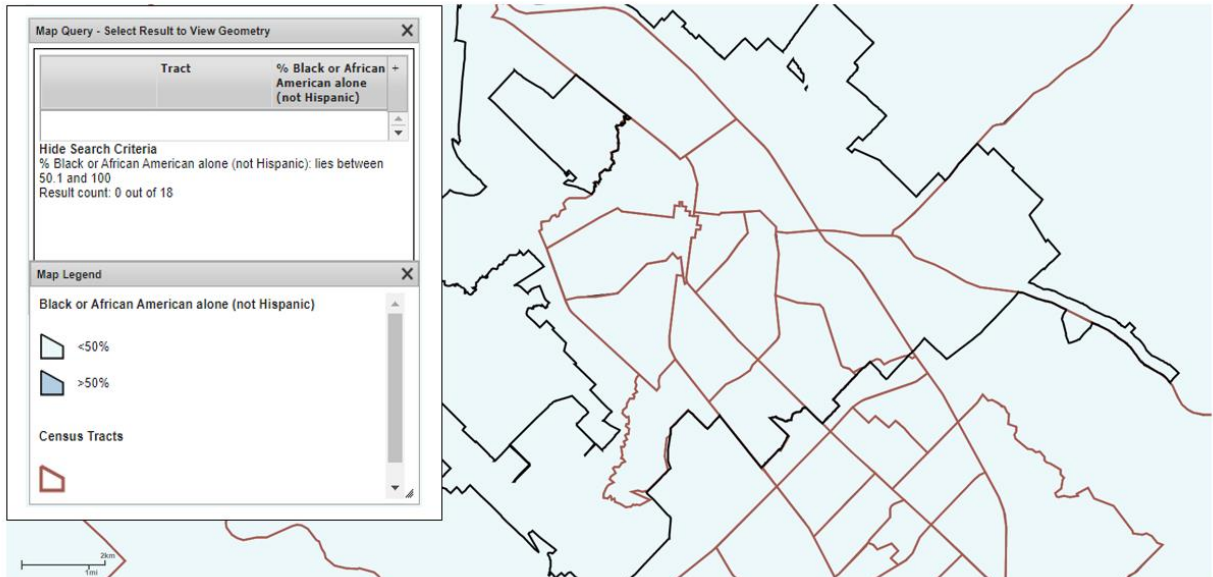 Map Query - Select Result to View Geometry
Tract
% Black or African
American alone
(not Hispanic)
+
Hide Search Criteria
% Black or African American alone (not Hispanic): lies between
50.1 and 100
Result count: 0 out of 18
Map Legend
Black or African American alone (not Hispanic)
<50%
>50%
Census Tracts
2km
1mi